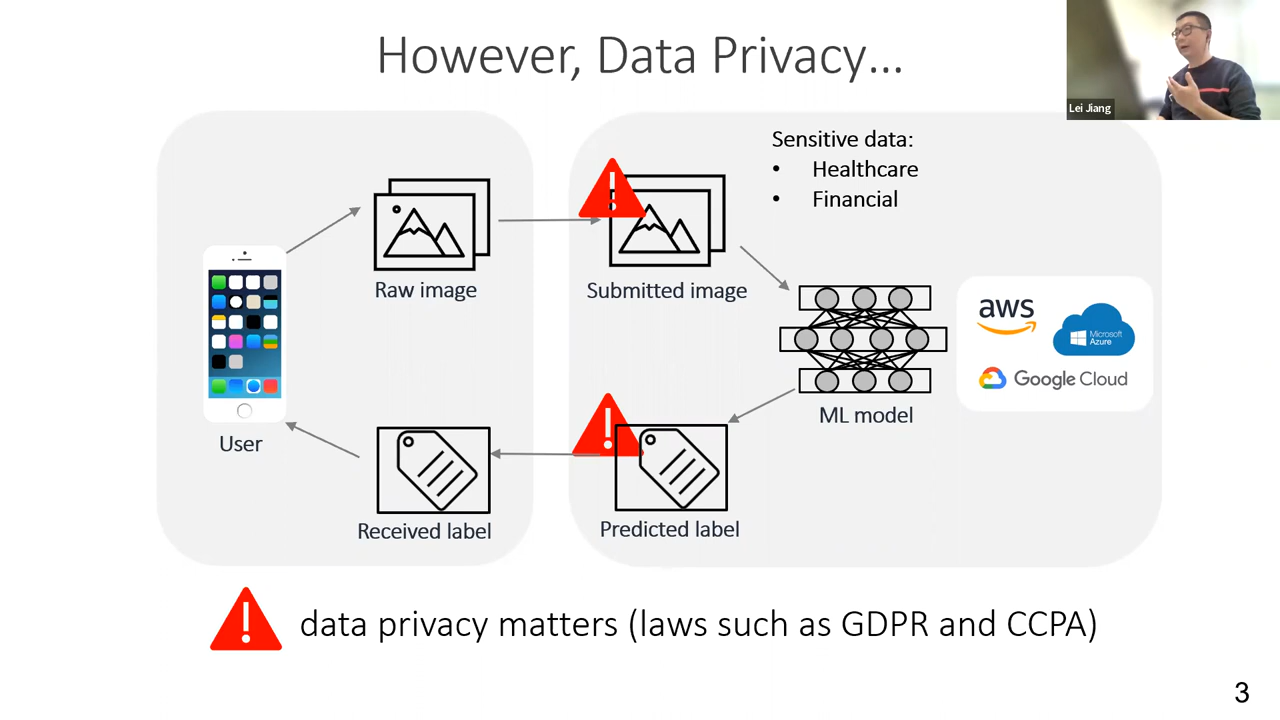 However, Data Privacy...
Lei Jiang
Sensitive data:
• Healthcare
• Financial
Raw image
Submitted image
aws
Microsoft
Azure
Google Cloud
ML model
User
Received label
Predicted label
data privacy matters (laws such as GDPR and CCPA)
3